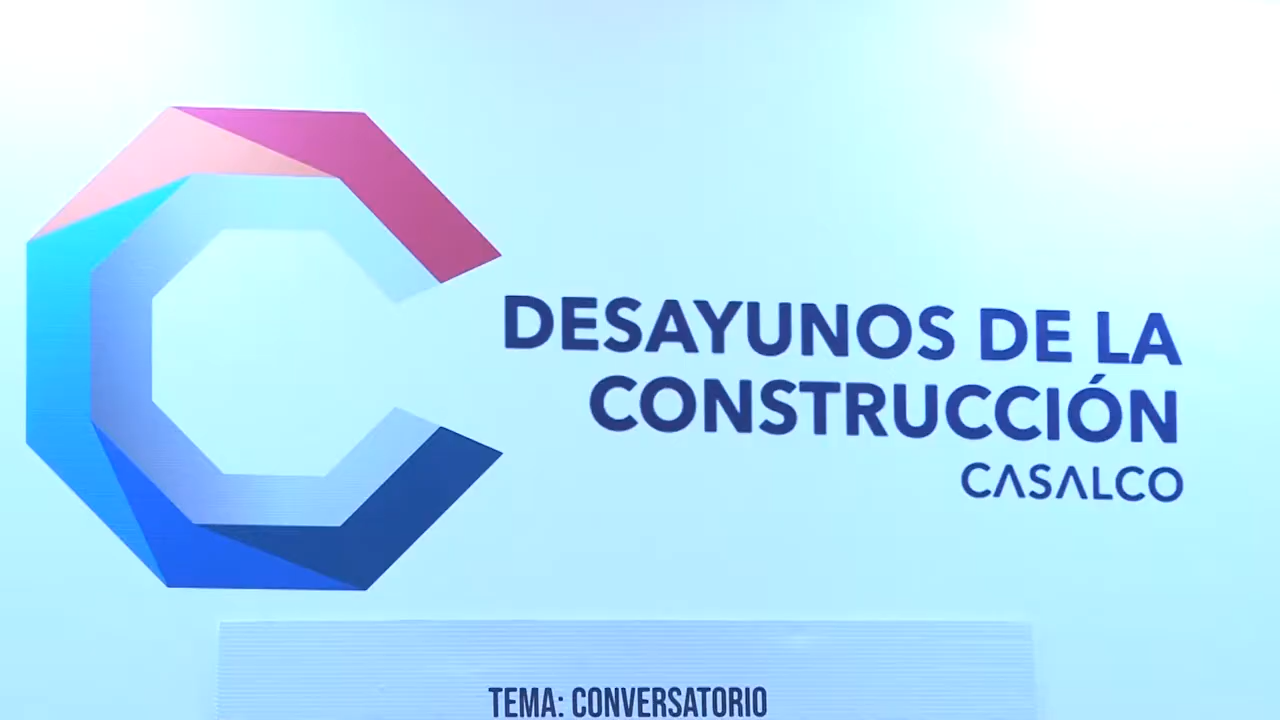 DESAYUNOS DE LA
CONSTRUCCIÓN
CASALCO
TEMA: CONVERSATORIO